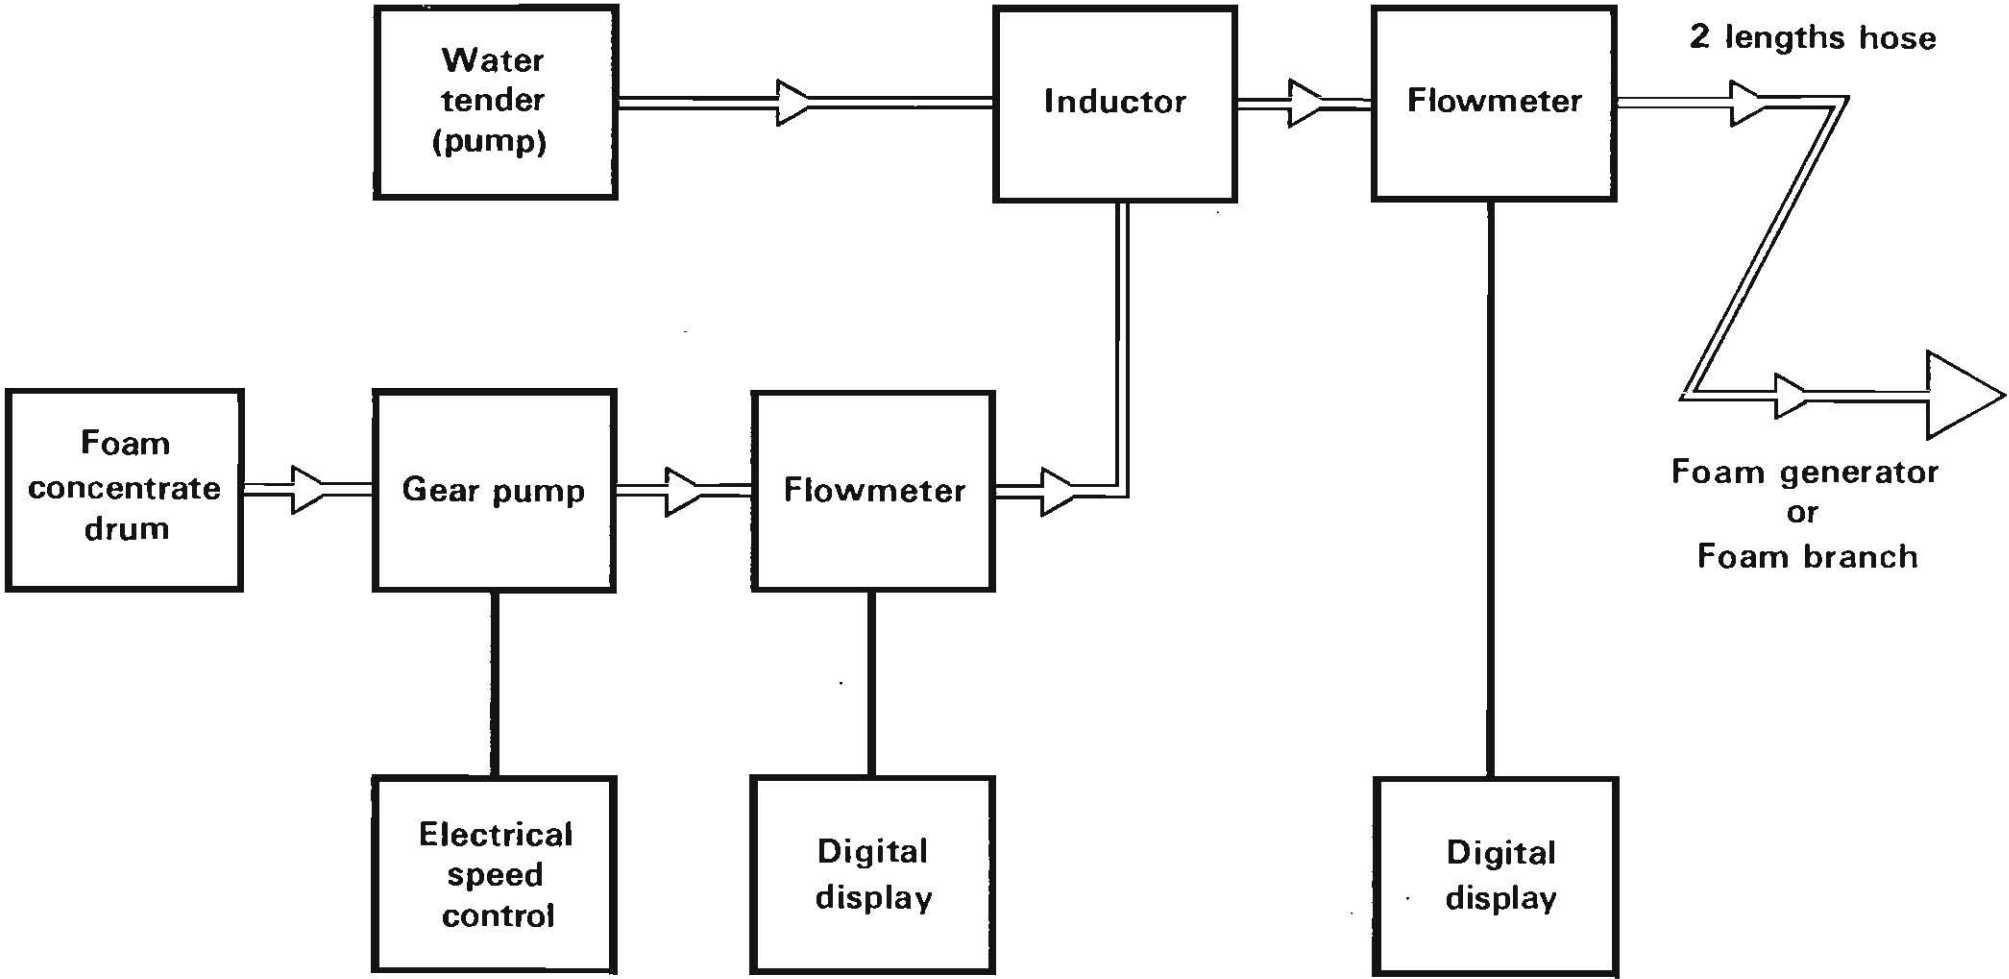 Water
tender
(pump)
Inductor
Flowmeter
2 lengths hose
Foam
concentrate
drum
Gear pump
Flowmeter
Foam generator
or
Foam branch
Electrical
speed
control
Digital
display
Digital
display